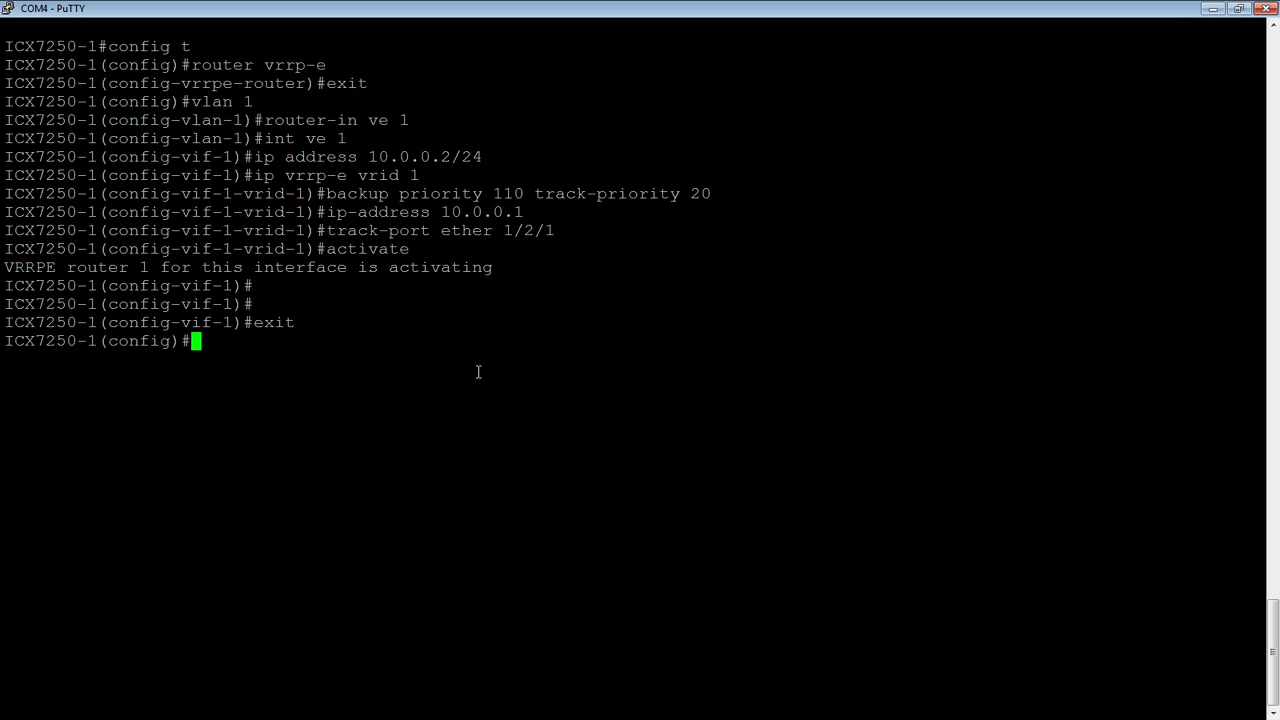 COM4 - PuTTY
ICX7250-1#config t
ICX7250-1(config)#router vrrp-e
ICX7250-1(config-vrrpe-router)#exit
ICX7250-1(config)#vlan 1
ICX7250-1(config-vlan-1)#router-in ve 1
ICX7250-1(config-vlan-1)#int ve 1
ICX7250-1(config-vif-1)#ip address 10.0.0.2/24
ICX7250-1(config-vif-1)#ip vrrp-e vrid 1
ICX7250-1(config-vif-1-vrid-1)#backup priority 110 track-priority 20
ICX7250-1(config-vif-1-vrid-1)#ip-address 10.0.0.1
ICX7250-1(config-vif-1-vrid-1)#track-port ether 1/2/1
ICX7250-1(config-vif-1-vrid-1)#activate
VRRPE router 1 for this interface is activating
ICX7250-1(config-vif-1)#
ICX7250-1(config-vif-1)#
ICX7250-1(config-vif-1)#exit
ICX7250-1(config)#